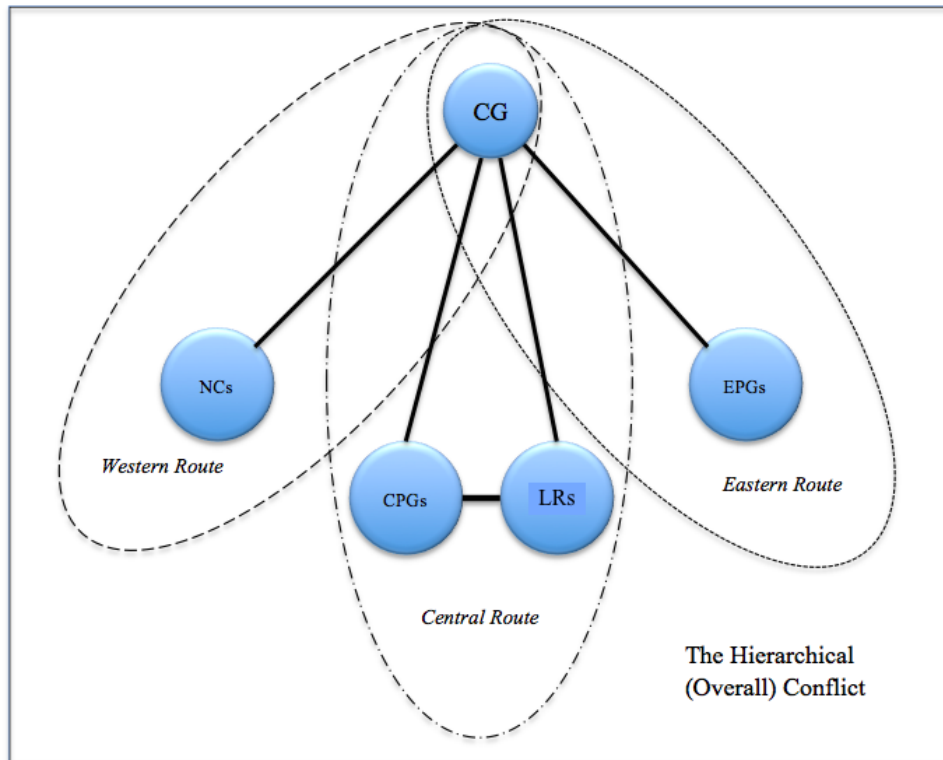 CG
NCs
EPGs
Western Route
CPGs
LRs
Eastern Route
Central Route
The Hierarchical
(Overall) Conflict